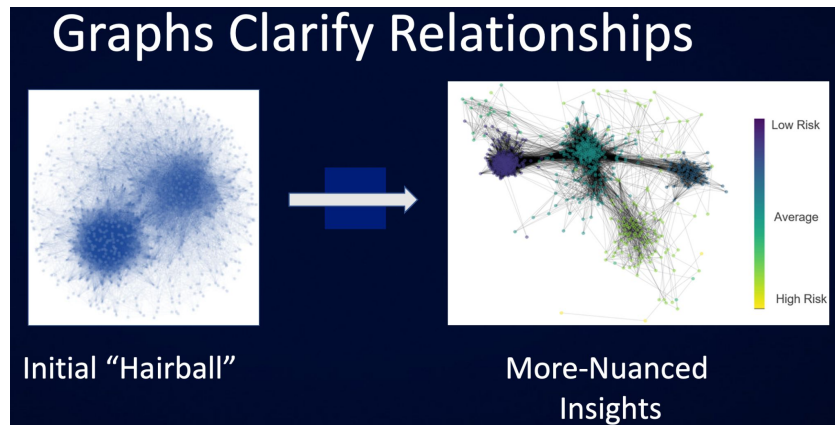 Graphs Clarify Relationships
Low Risk
Average
High Risk
Initial “Hairball”
More-Nuanced
Insights